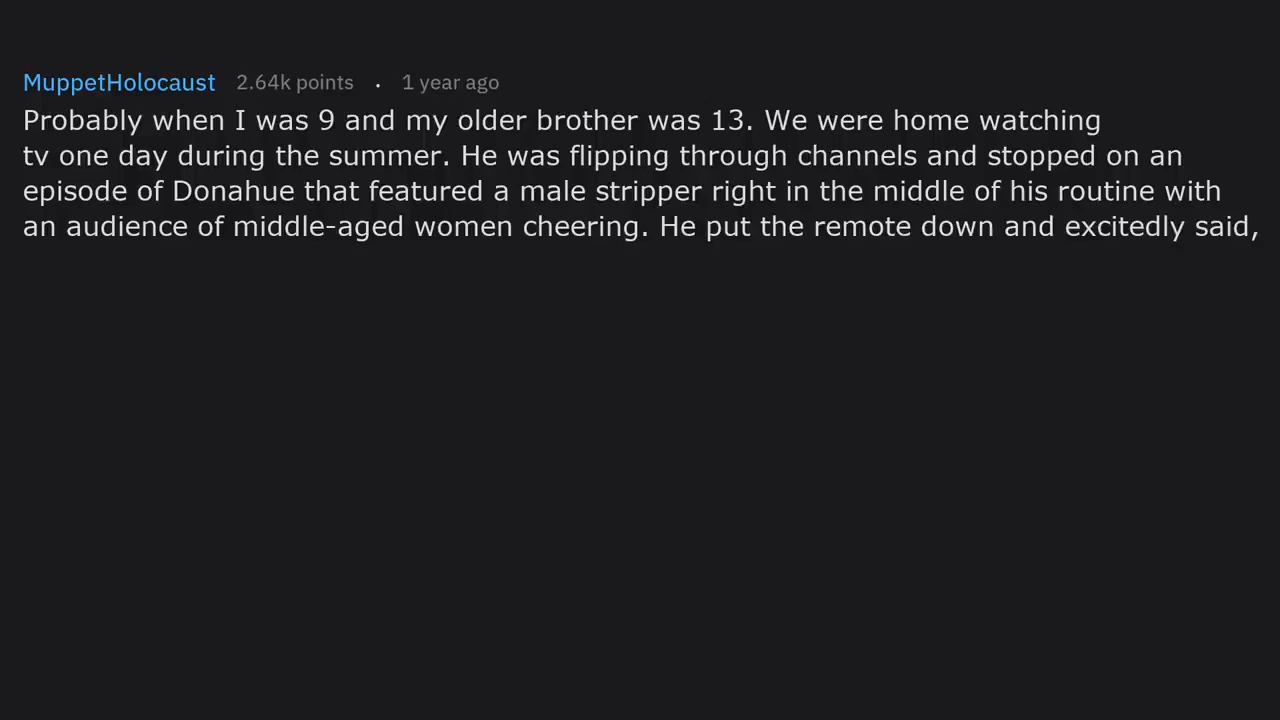 MuppetHolocaust 2.64k points . 1 year ago
Probably when I was 9 and my older brother was 13. We were home watching
tv one day during the summer. He was flipping through channels and stopped on an
episode of Donahue that featured a male stripper right in the middle of his routine with
an audience of middle-aged women cheering. He put the remote down and excitedly said,